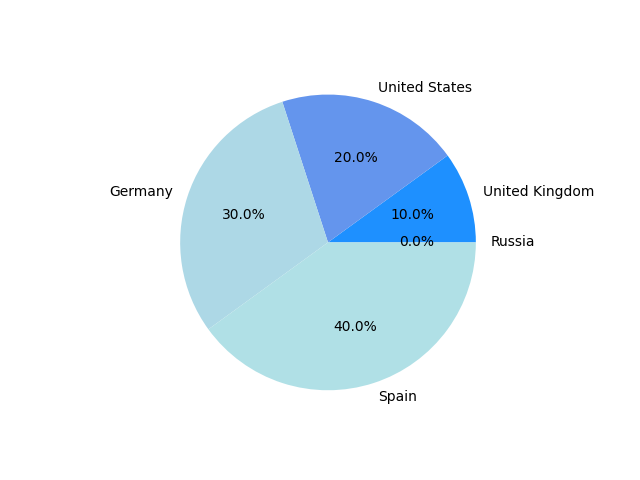 United States
20.0%
Germany
United Kingdom
30.0%
10.0%
0.0%
Russia
40.0%
Spain